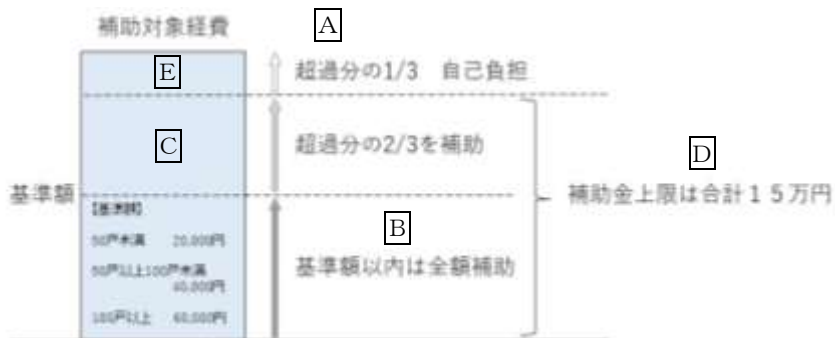 補助対象経費
A
E
超過分の1/3 自己負担
C
超過分の2/3を補助
D
基準額
補助金上限は合計15万円
【基準額】
B
50戸未満 20,000円
50戸以上100戸未満
40,000円
基準額以内は全額補助
100戸以上 60,000円